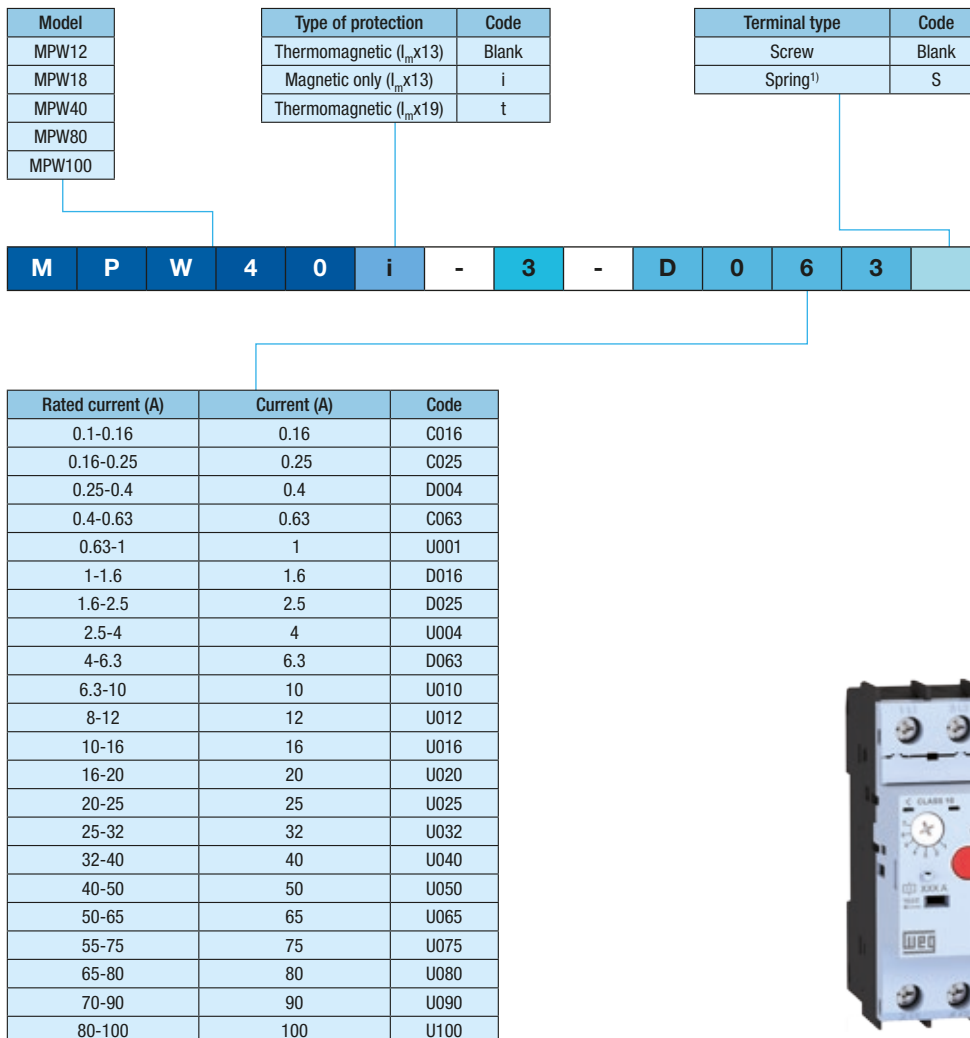 Model
MPW12
MPW18
MPW40
MPW80
MPW100
Type of protection Code
Thermomagnetic (Iₘx13) Blank
Magnetic only (Iₘx13) i
Thermomagnetic (Iₘx19) t
Terminal type Code
Screw Blank
Spring¹⁾ S
M P W 4 0 i - 3 - D 0 6 3
Rated current (A) Current (A) Code
0.1-0.16 0.16 C016
0.16-0.25 0.25 C025
0.25-0.4 0.4 D004
0.4-0.63 0.63 C063
0.63-1 1 U001
1-1.6 1.6 D016
1.6-2.5 2.5 D025
2.5-4 4 U004
4-6.3 6.3 D063
6.3-10 10 U010
8-12 12 U012
10-16 16 U016
16-20 20 U020
20-25 25 U025
25-32 32 U032
32-40 40 U040
40-50 50 U050
50-65 65 U065
55-75 75 U075
65-80 80 U080
70-90 90 U090
80-100 100 U100
C CLASS 10
XXX A
TEST
WEG